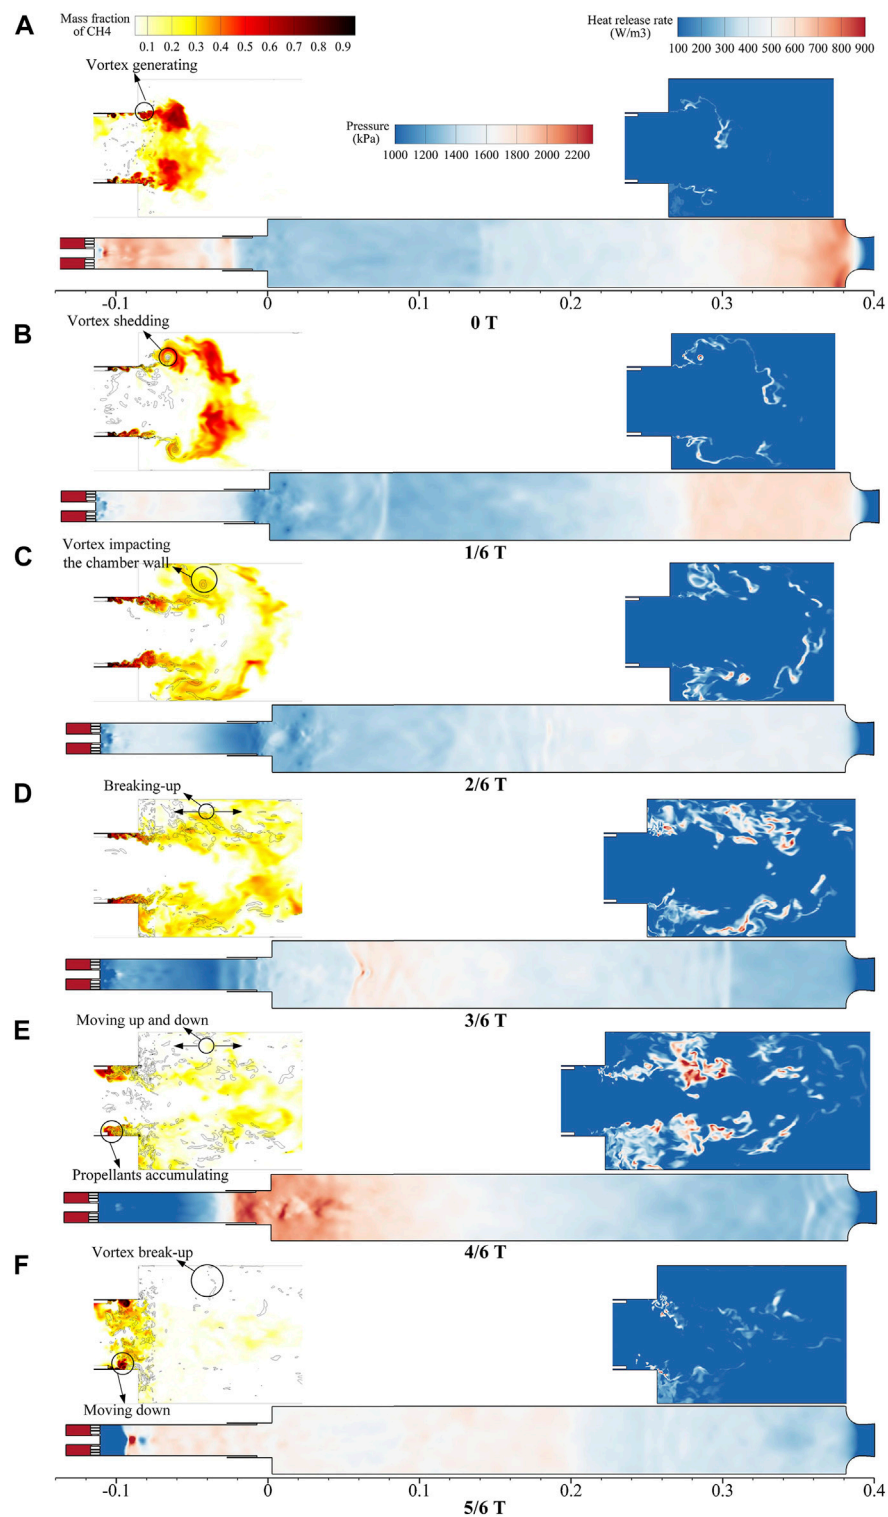 A
Mass fraction
of CH4
0.1 0.2 0.3 0.4 0.5 0.6 0.7 0.8 0.9
Heat release rate
(W/m3)
100 200 300 400 500 600 700 800 900
Vortex generating
Pressure
(kPa)
1000 1200 1400 1600 1800 2000 2200
-0.1 0 0.1 0.2 0.3 0.4
0 T
B
Vortex shedding
1/6 T
C
Vortex impacting
the chamber wall
2/6 T
D
Breaking-up
3/6 T
E
Moving up and down
Propellants accumulating
4/6 T
F
Vortex break-up
Moving down
-0.1 0 0.1 0.2 0.3 0.4
5/6 T